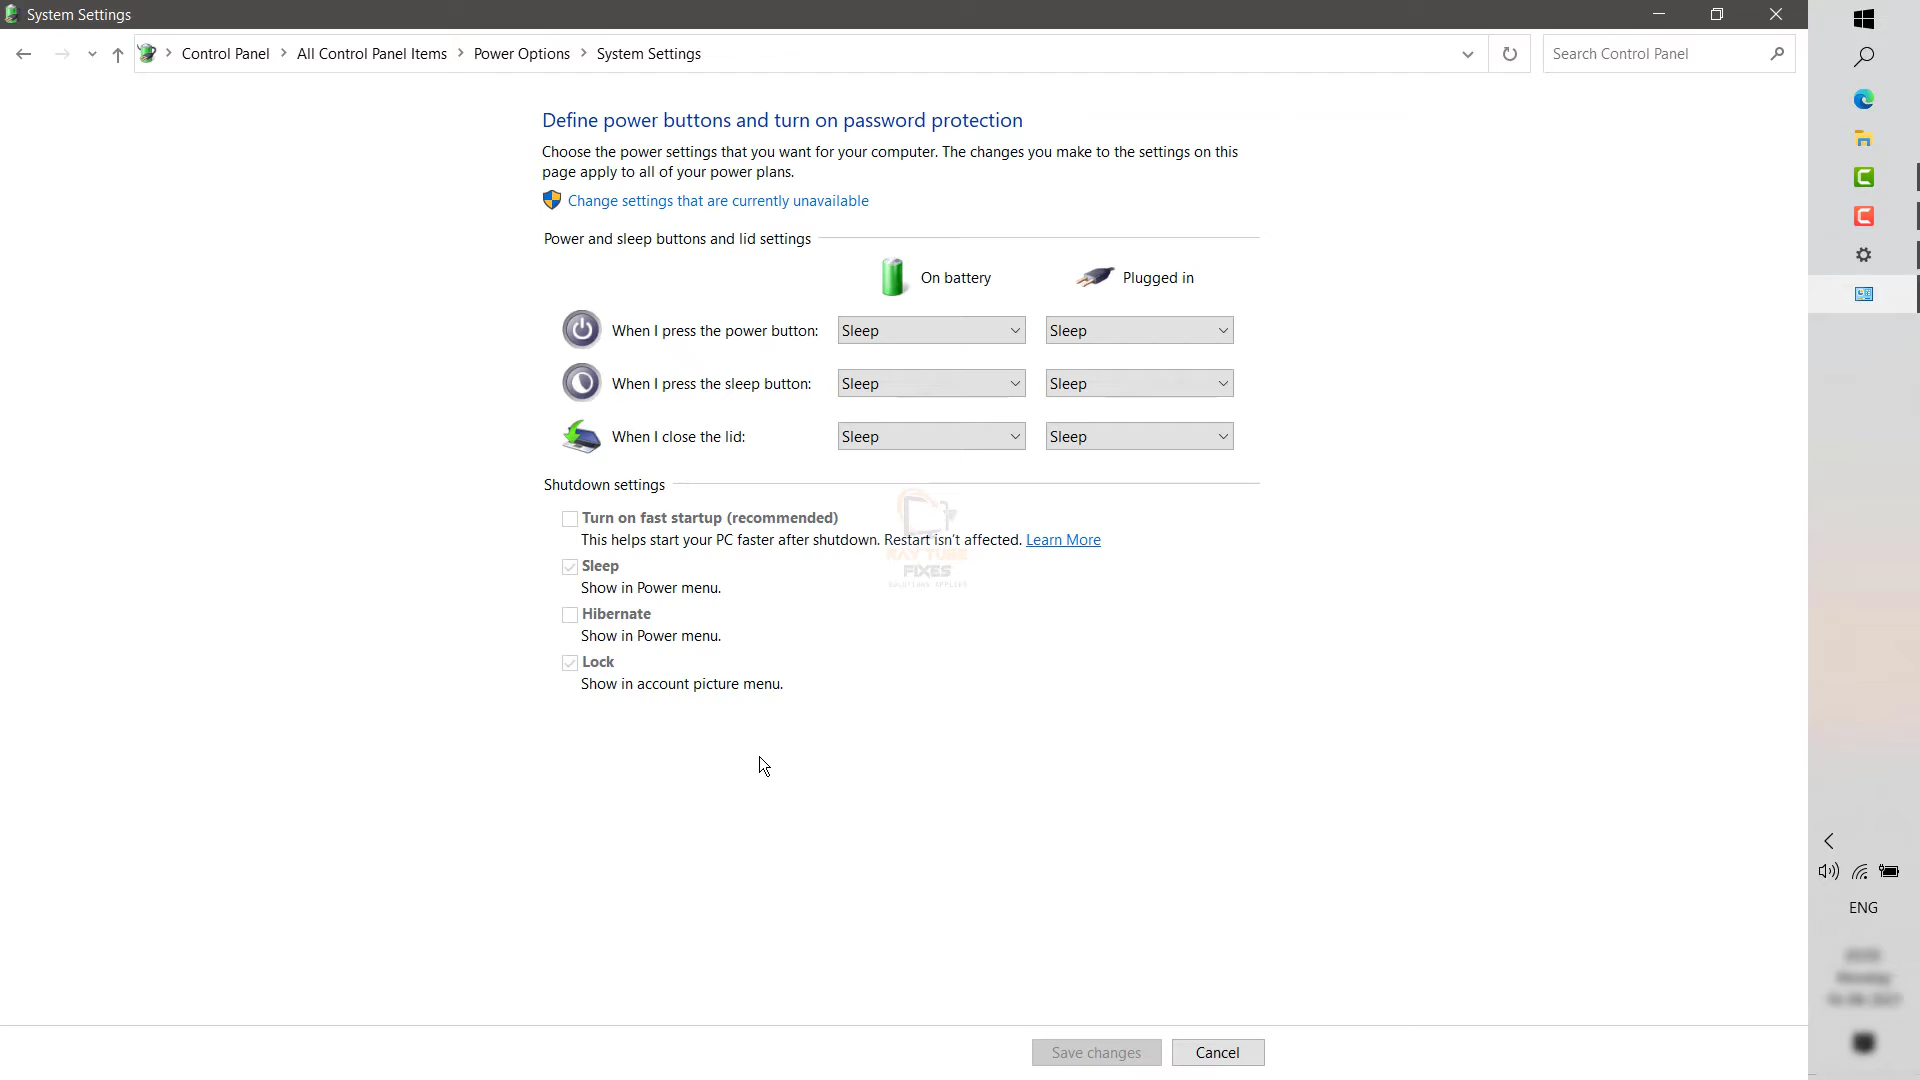 System Settings
Control Panel > All Control Panel Items > Power Options > System Settings
Search Control Panel
Define power buttons and turn on password protection
Choose the power settings that you want for your computer. The changes you make to the settings on this
page apply to all of your power plans.
Change settings that are currently unavailable
Power and sleep buttons and lid settings
On battery Plugged in
When I press the power button: Sleep Sleep
When I press the sleep button: Sleep Sleep
When I close the lid: Sleep Sleep
Shutdown settings
Turn on fast startup (recommended)
This helps start your PC faster after shutdown. Restart isn't affected. Learn More
RAY TUBE
FIXES
SOLUTIONS APPLIED
Sleep
Show in Power menu.
Hibernate
Show in Power menu.
Lock
Show in account picture menu.
ENG
Save changes Cancel